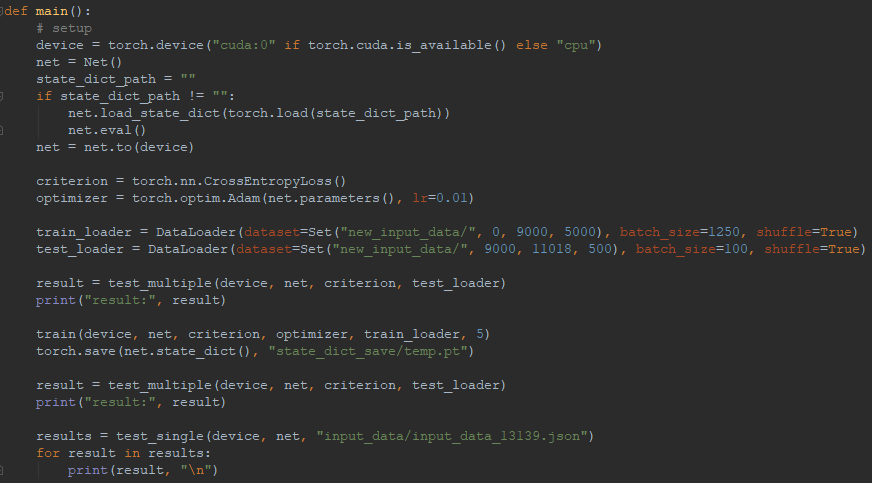 def main():
    # setup
    device = torch.device("cuda:0" if torch.cuda.is_available() else "cpu")
    net = Net()
    state_dict_path = ""
    if state_dict_path != "":
        net.load_state_dict(torch.load(state_dict_path))
        net.eval()
    net = net.to(device)

    criterion = torch.nn.CrossEntropyLoss()
    optimizer = torch.optim.Adam(net.parameters(), lr=0.01)

    train_loader = DataLoader(dataset=Set("new_input_data/", 0, 9000, 5000), batch_size=1250, shuffle=True)
    test_loader = DataLoader(dataset=Set("new_input_data/", 9000, 11018, 500), batch_size=100, shuffle=True)

    result = test_multiple(device, net, criterion, test_loader)
    print("result:", result)

    train(device, net, criterion, optimizer, train_loader, 5)
    torch.save(net.state_dict(), "state_dict_save/temp.pt")

    result = test_multiple(device, net, criterion, test_loader)
    print("result:", result)

    results = test_single(device, net, "input_data/input_data_13139.json")
    for result in results:
        print(result, "\n")